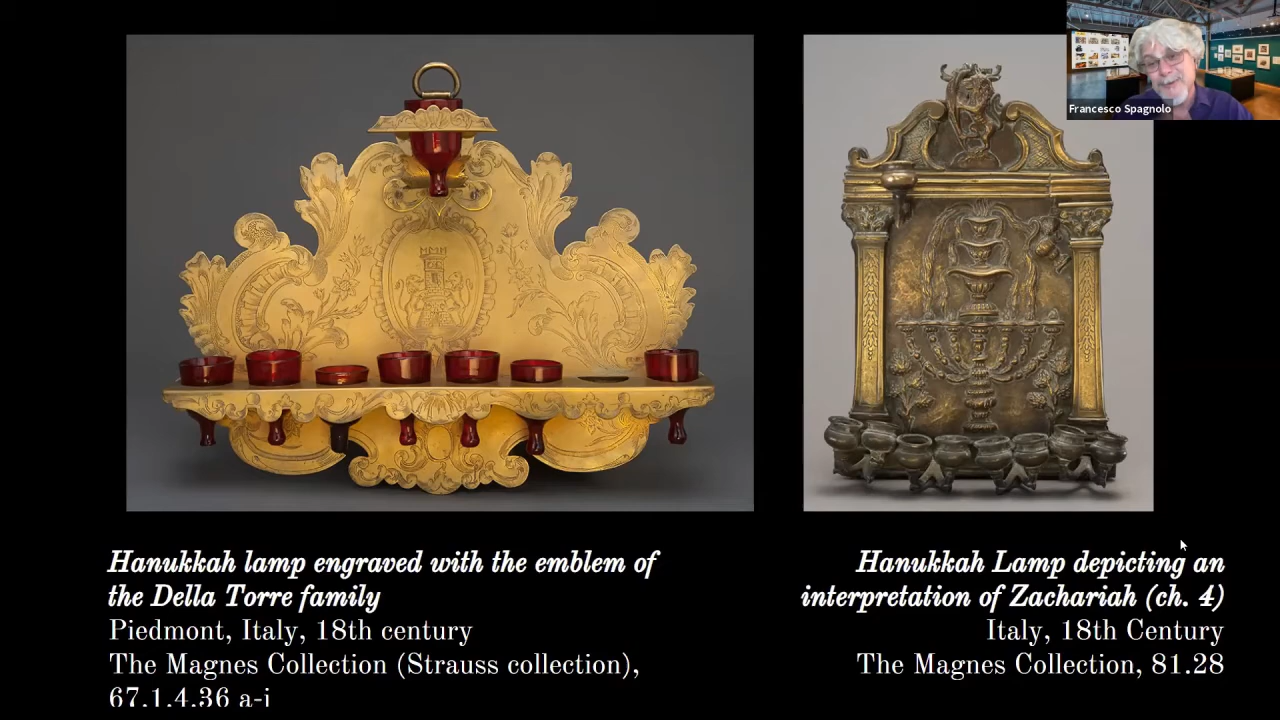 Francesco Spagnolo
Hanukkah lamp engraved with the emblem of
the Della Torre family
Piedmont, Italy, 18th century
The Magnes Collection (Strauss collection),
67.1.4.36 a-j
Hanukkah Lamp depicting an
interpretation of Zachariah (ch. 4)
Italy, 18th Century
The Magnes Collection, 81.28